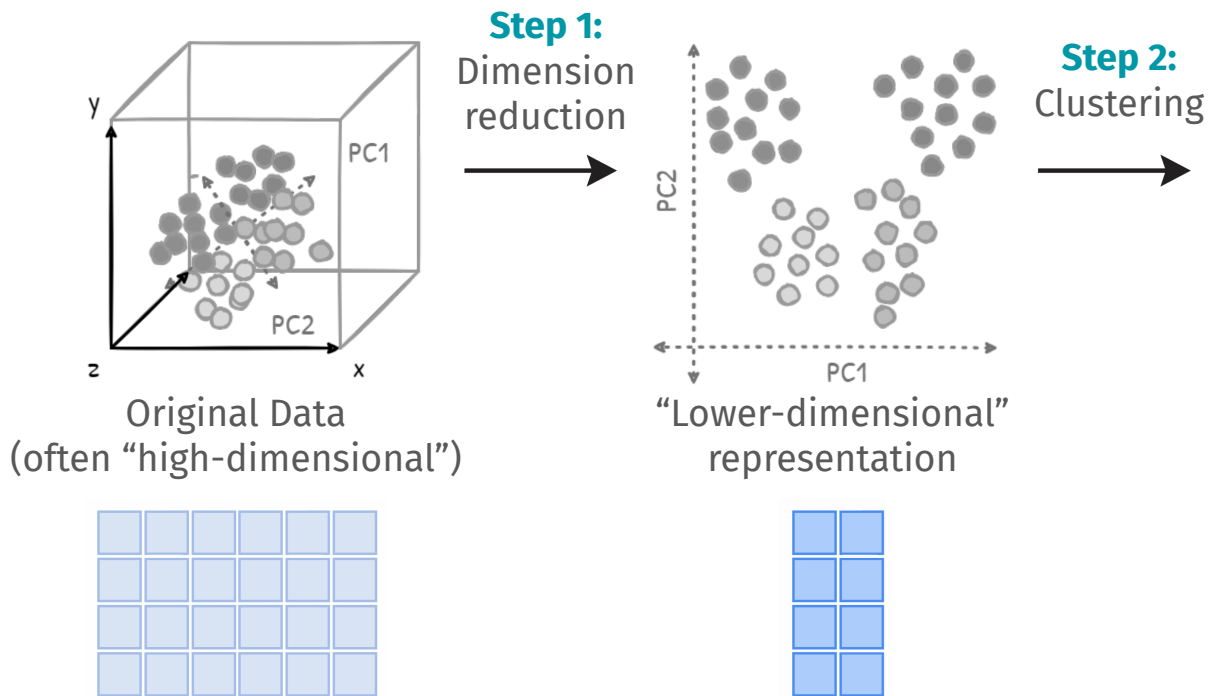 Step 1:
Dimension
reduction
Step 2:
Clustering
y
PC1
PC2
z
x
PC2
PC1
Original Data
(often “high-dimensional”)
“Lower-dimensional”
representation